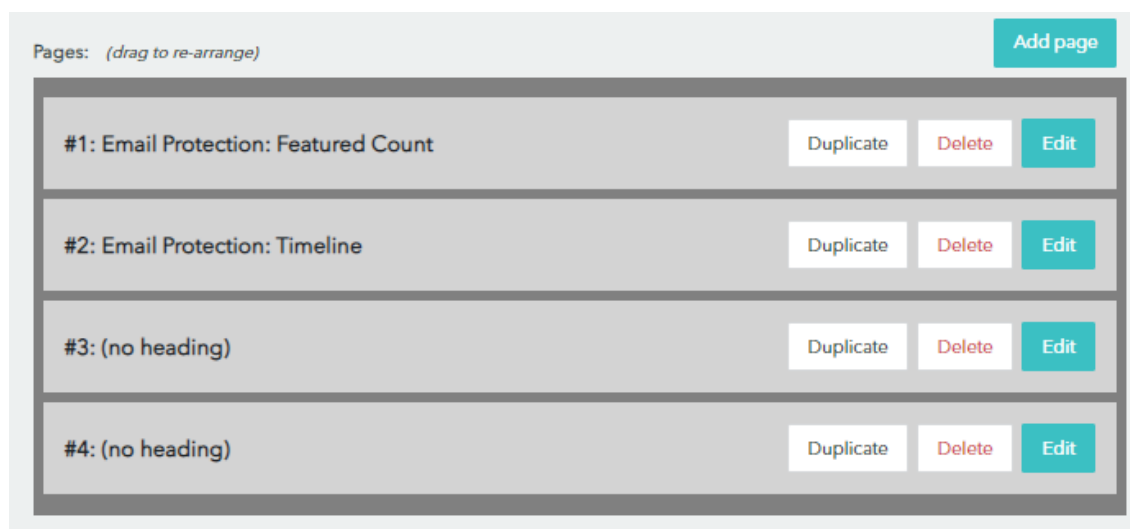 Pages: (drag to re-arrange) Add page
#1: Email Protection: Featured Count Duplicate Delete Edit
#2: Email Protection: Timeline Duplicate Delete Edit
#3: (no heading) Duplicate Delete Edit
#4: (no heading) Duplicate Delete Edit